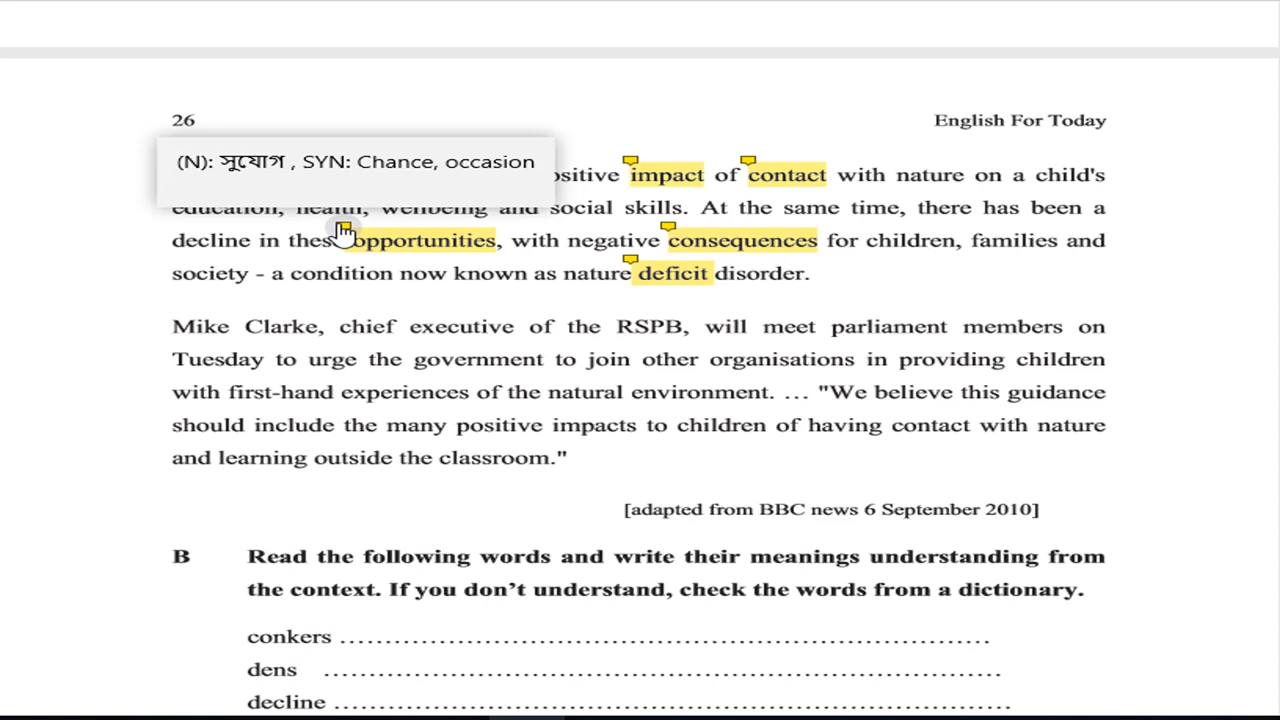 26 English For Today
(N): সুযোগ , SYN: Chance, occasion
impact of contact with nature on a child's
education, health, wellbeing and social skills. At the same time, there has been a
decline in these opportunities, with negative consequences for children, families and
society - a condition now known as nature deficit disorder.
Mike Clarke, chief executive of the RSPB, will meet parliament members on
Tuesday to urge the government to join other organisations in providing children
with first-hand experiences of the natural environment. … "We believe this guidance
should include the many positive impacts to children of having contact with nature
and learning outside the classroom."
[adapted from BBC news 6 September 2010]
B Read the following words and write their meanings understanding from
the context. If you don’t understand, check the words from a dictionary.
conkers ……………………………………………………………………
dens ……………………………………………………………………
decline ……………………………………………………………………